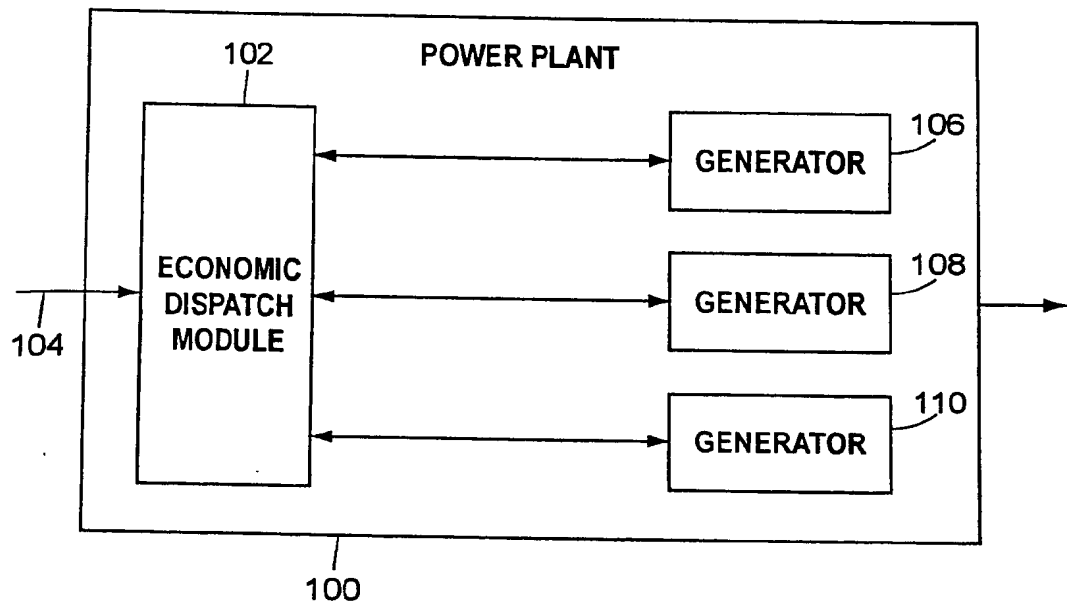 102
POWER PLANT
106
GENERATOR
ECONOMIC
DISPATCH
MODULE
108
GENERATOR
104
110
GENERATOR
100